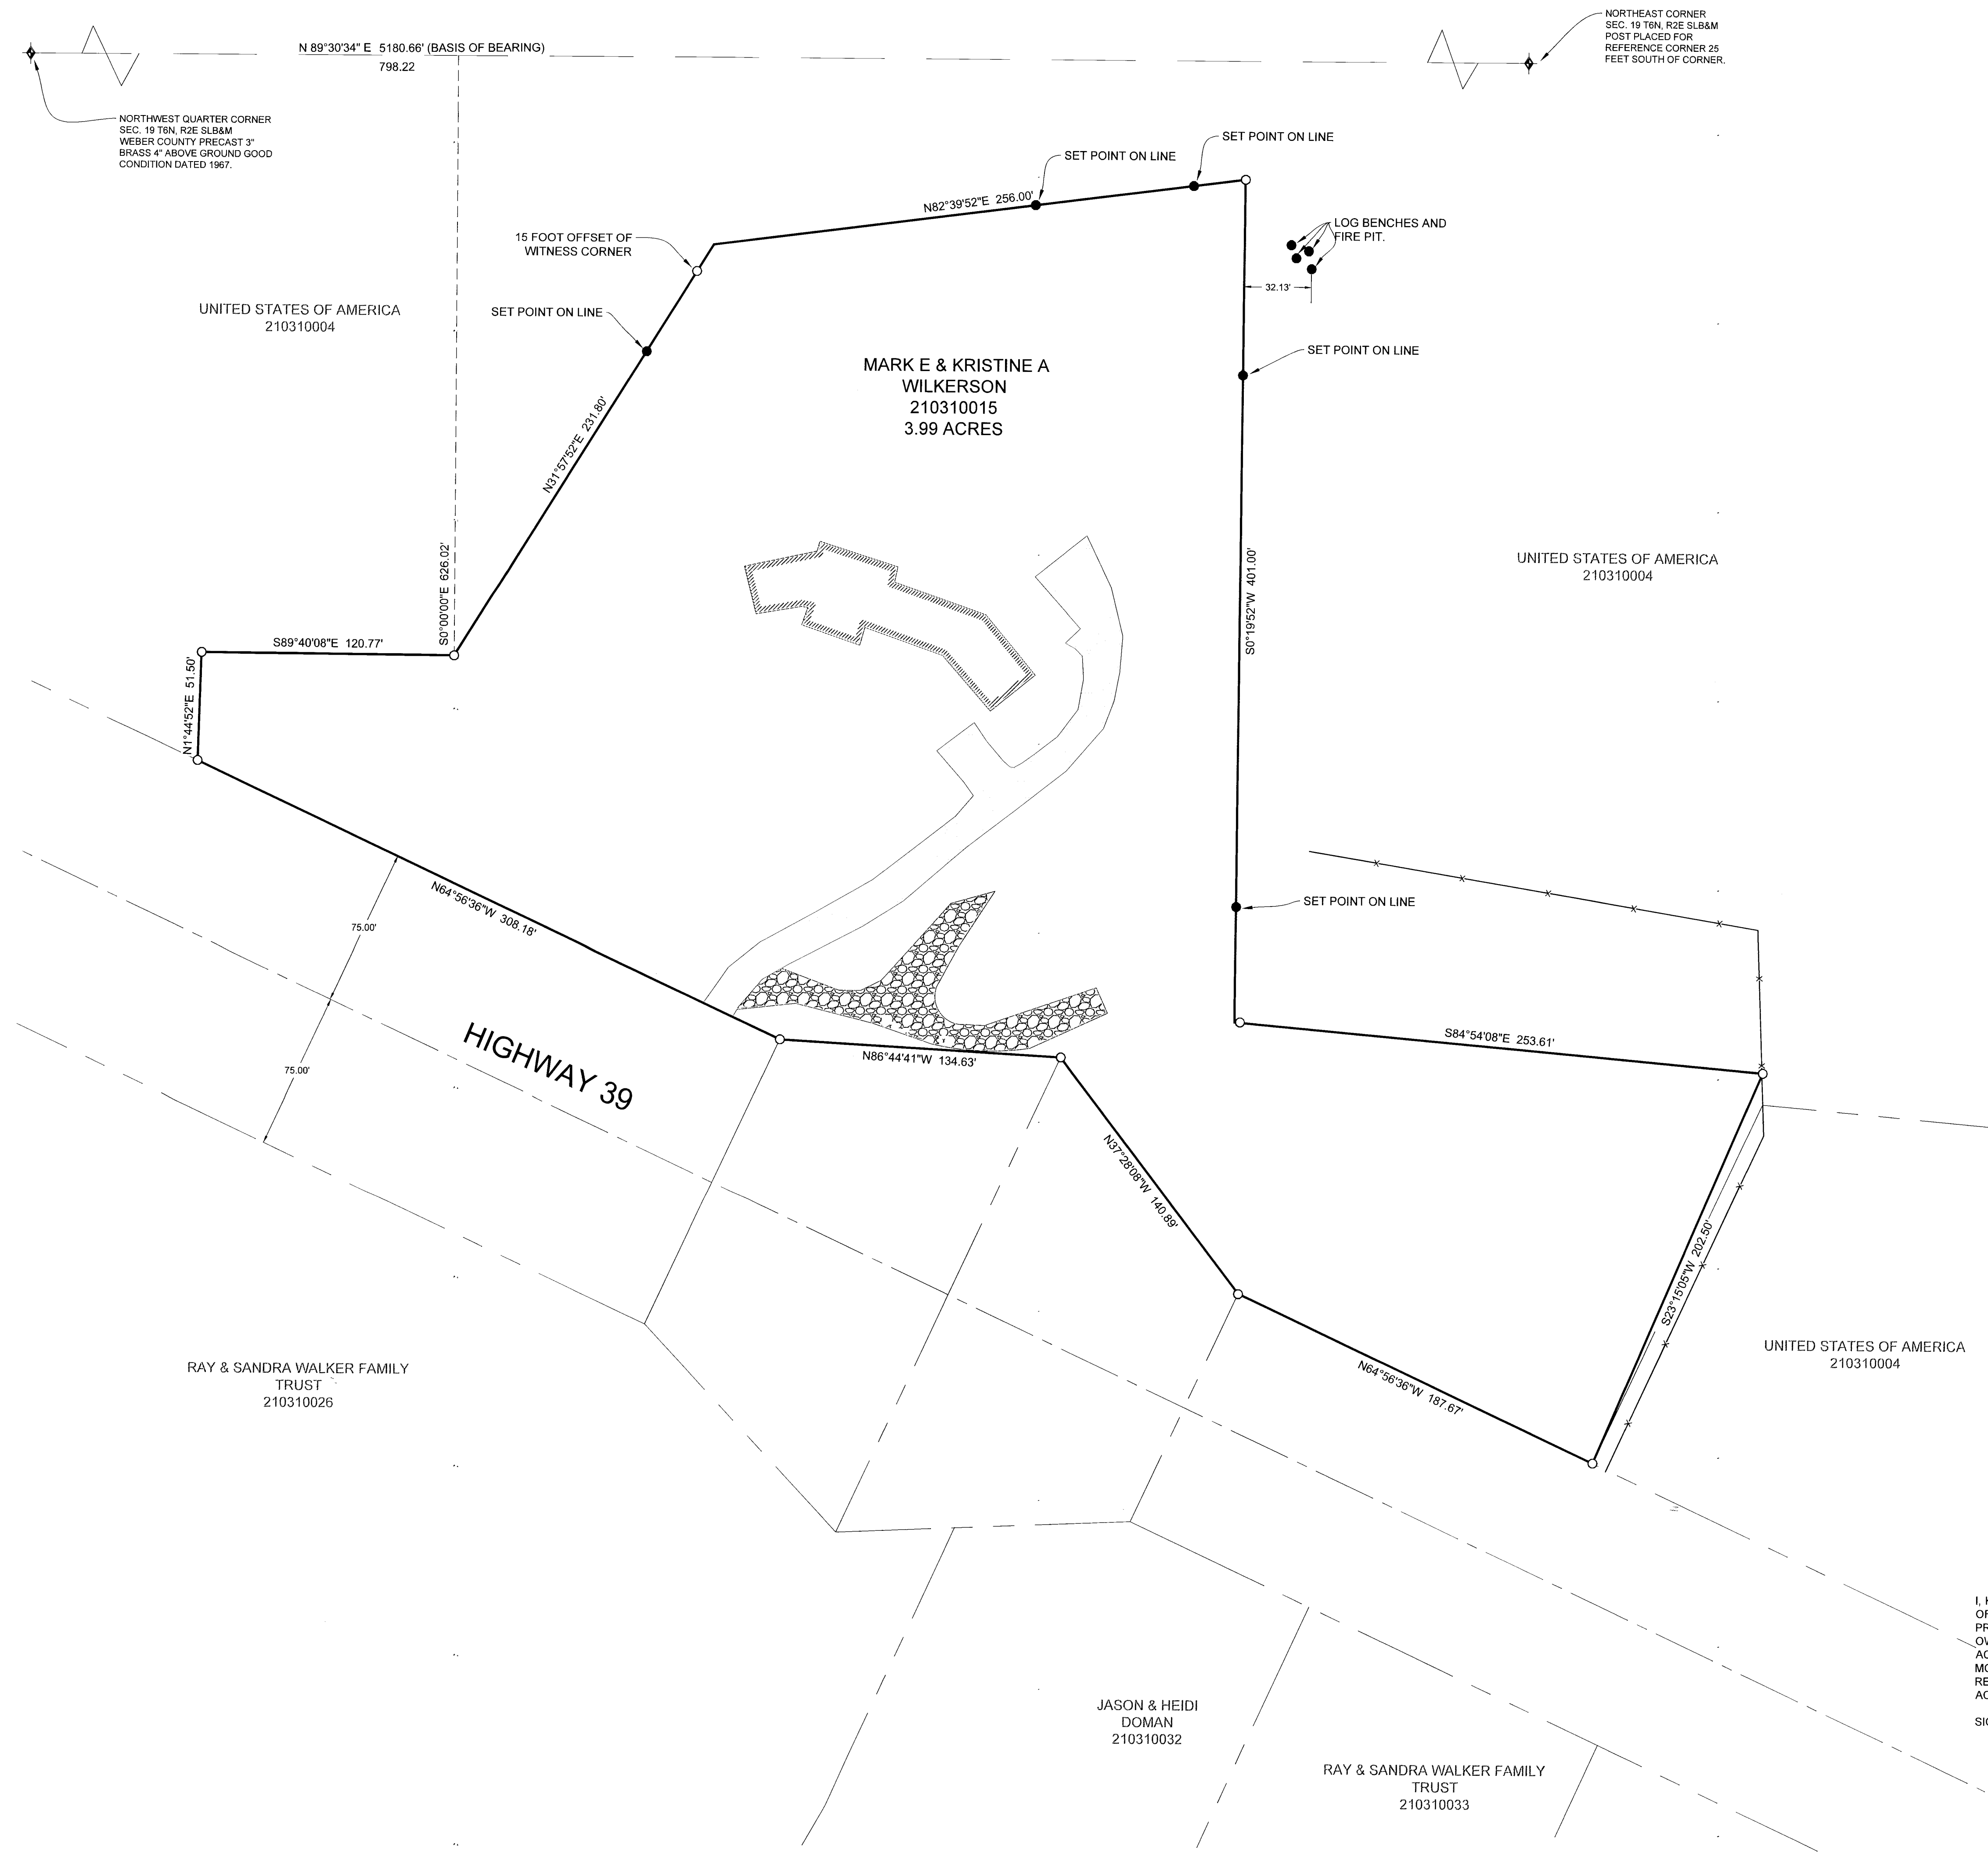 NORTHEAST CORNER
SEC. 19 T6N, R2E SLB&M
POST PLACED FOR
REFERENCE CORNER 25
FEET SOUTH OF CORNER.
N 89°30'34" E 5180.66' (BASIS OF BEARING)
798.22
NORTHWEST QUARTER CORNER
SEC. 19 T6N, R2E SLB&M
WEBER COUNTY PRECAST 3"
BRASS 4" ABOVE GROUND GOOD
CONDITION DATED 1967.
SET POINT ON LINE
SET POINT ON LINE
N82°39'52"E 256.00'
15 FOOT OFFSET OF
WITNESS CORNER
LOG BENCHES AND
FIRE PIT.
32.13'
UNITED STATES OF AMERICA
210310004
SET POINT ON LINE
SET POINT ON LINE
MARK E & KRISTINE A
WILKERSON
210310015
3.99 ACRES
N31°57'52"E 231.80'
S0°00'00"E 626.02'
S0°19'52"W 401.00'
UNITED STATES OF AMERICA
210310004
S89°40'08"E 120.77'
N1°44'52"E 51.50'
N64°56'36"W 308.18'
SET POINT ON LINE
75.00'
75.00'
HIGHWAY 39
N86°44'41"W 134.63'
S84°54'08"E 253.61'
N37°28'08"W 140.89'
S23°15'05"W 202.50'
N64°56'36"W 187.67'
UNITED STATES OF AMERICA
210310004
RAY & SANDRA WALKER FAMILY
TRUST
210310026
JASON & HEIDI
DOMAN
210310032
RAY & SANDRA WALKER FAMILY
TRUST
210310033